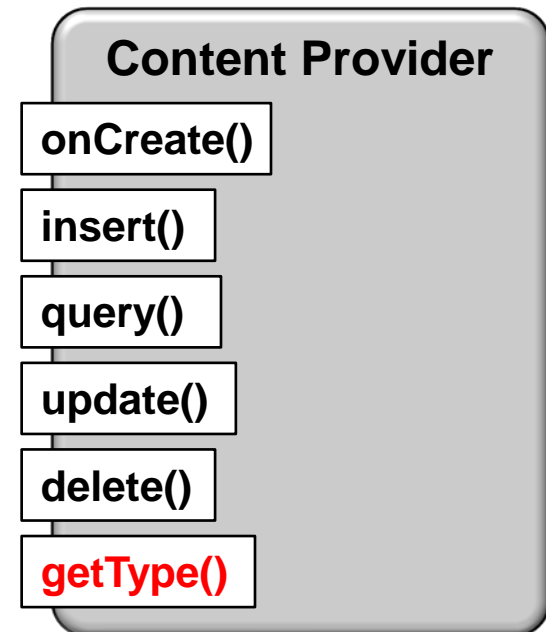 Content Provider
onCreate()
insert()
query()
update()
delete()
getType()